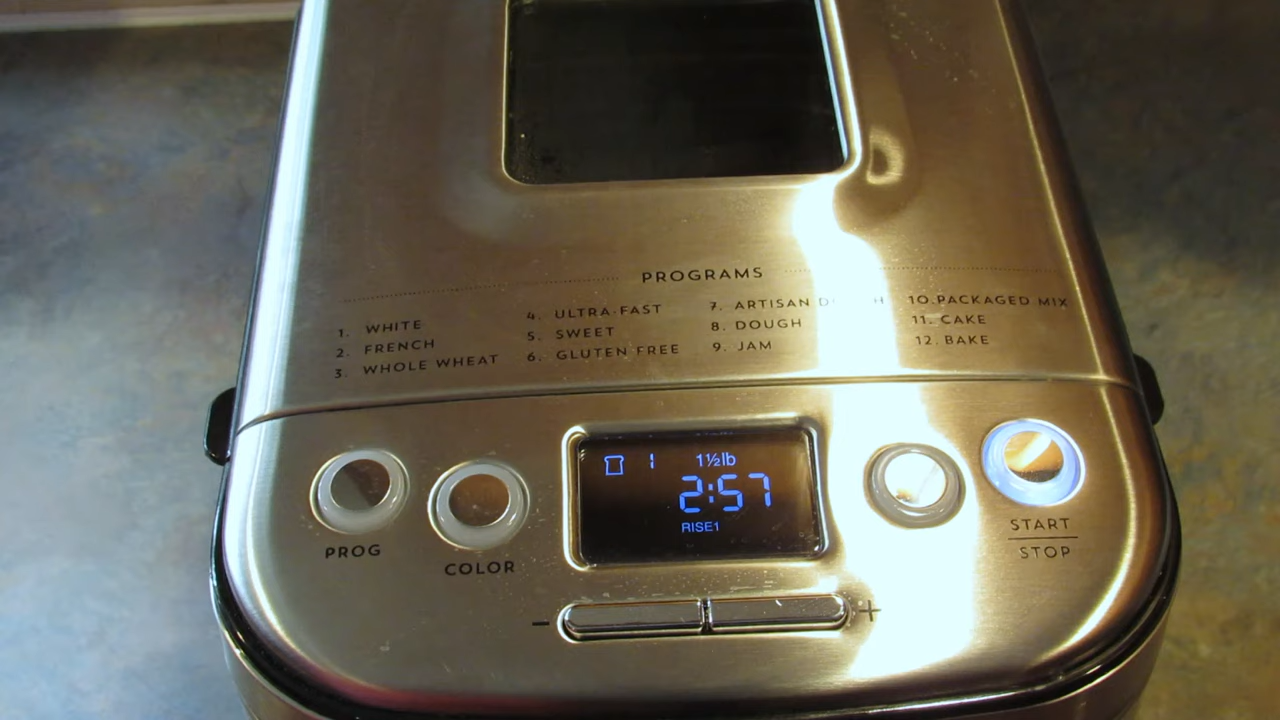 PROGRAMS
1. WHITE
2. FRENCH
3. WHOLE WHEAT
4. ULTRA-FAST
5. SWEET
6. GLUTEN FREE
7. ARTISAN
8. DOUGH
9. JAM
10. PACKAGED MIX
11. CAKE
12. BAKE
1 1½lb
2:57
RISE1
PROG
COLOR
START
STOP
- +